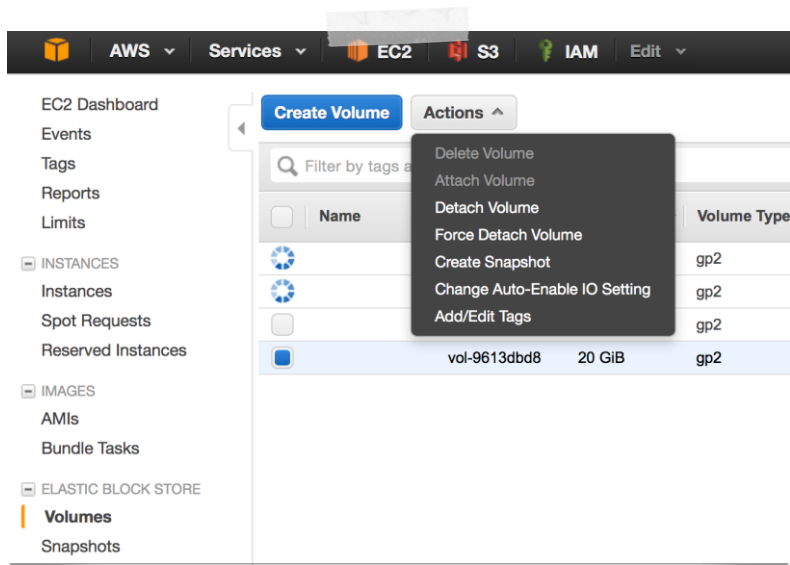 AWS Services EC2 S3 IAM Edit
EC2 Dashboard
Events
Tags
Reports
Limits
INSTANCES
Instances
Spot Requests
Reserved Instances
IMAGES
AMIs
Bundle Tasks
ELASTIC BLOCK STORE
Volumes
Snapshots
Create Volume Actions
Filter by tags a
Delete Volume
Attach Volume
Detach Volume
Force Detach Volume
Create Snapshot
Change Auto-Enable IO Setting
Add/Edit Tags
Name Volume Type
gp2
gp2
gp2
vol-9613dbd8 20 GiB gp2